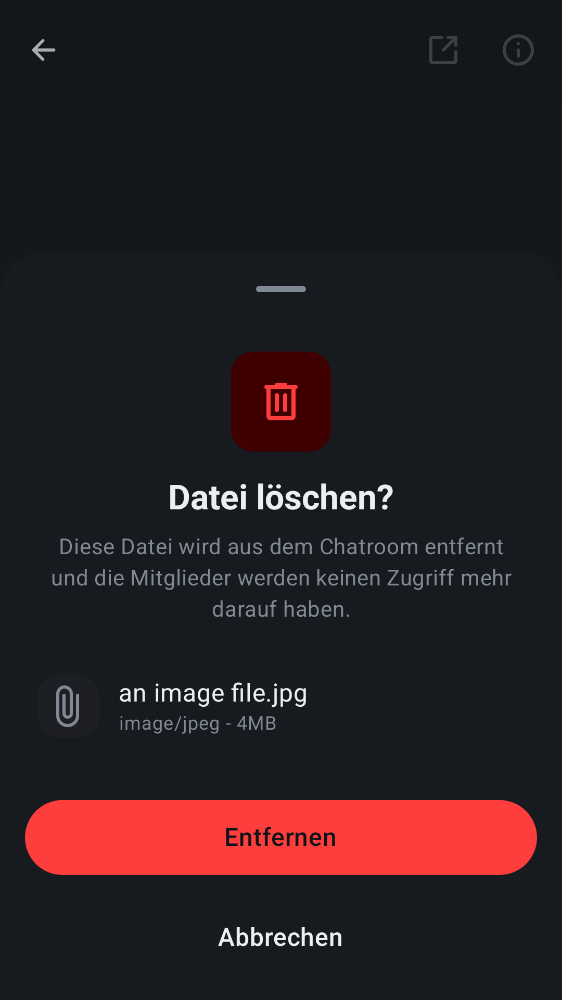 Datei löschen?
Diese Datei wird aus dem Chatroom entfernt
und die Mitglieder werden keinen Zugriff mehr
darauf haben.
an image file.jpg
image/jpeg - 4MB
Entfernen
Abbrechen